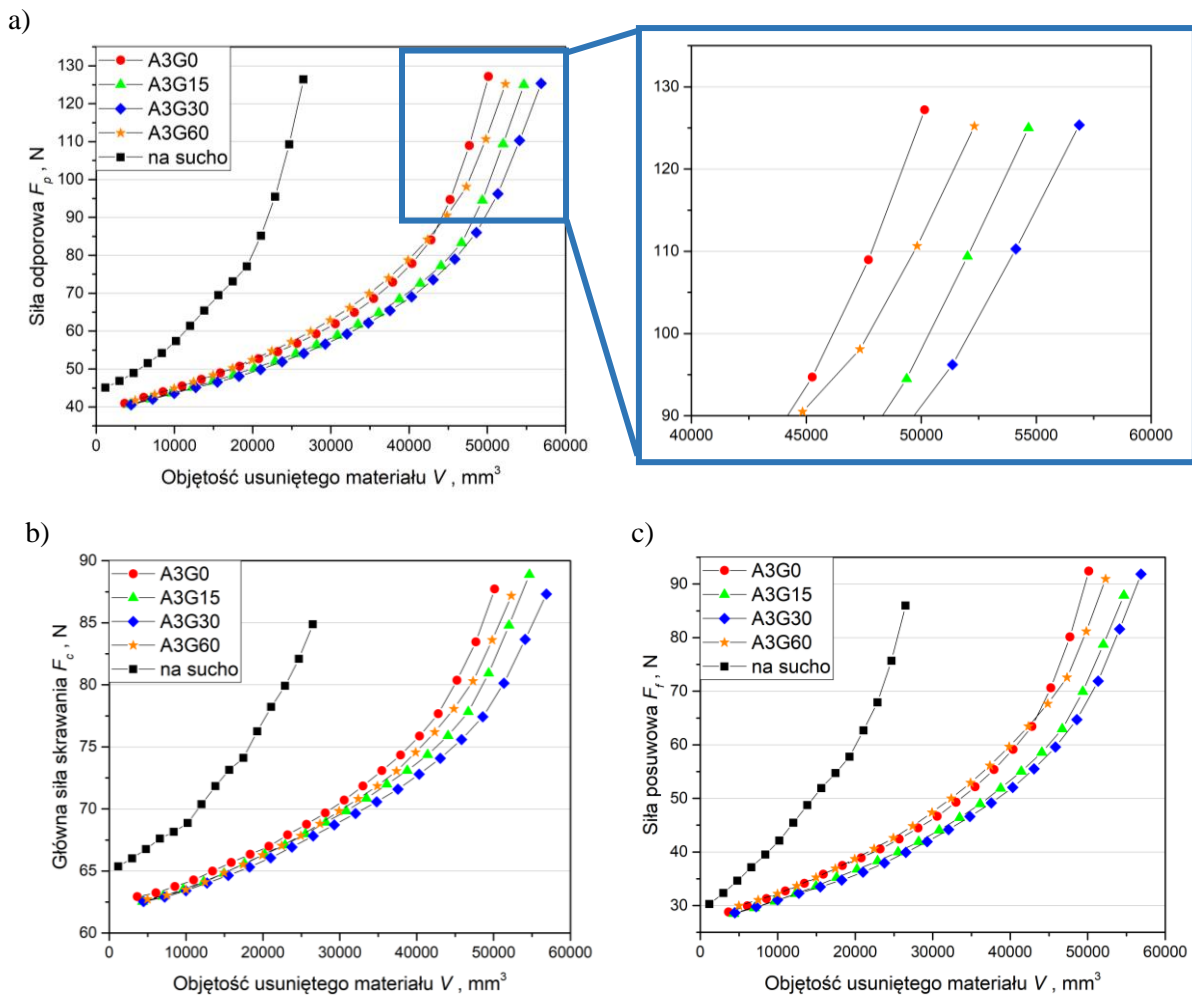 a)
A3G0
A3G15
A3G30
A3G60
na sucho
130
120
110
100
90
80
70
60
50
40
Siła odporowa Fp , N
0 10000 20000 30000 40000 50000 60000
Objętość usuniętego materiału V , mm³
130
120
110
100
90
40000 45000 50000 55000 60000
b)
A3G0
A3G15
A3G30
A3G60
na sucho
90
85
80
75
70
65
60
Główna siła skrawania Fc , N
0 10000 20000 30000 40000 50000 60000
Objętość usuniętego materiału V , mm³
c)
A3G0
A3G15
A3G30
A3G60
na sucho
90
80
70
60
50
40
30
Siła posuwowa Ff , N
0 10000 20000 30000 40000 50000 60000
Objętość usuniętego materiału V , mm³